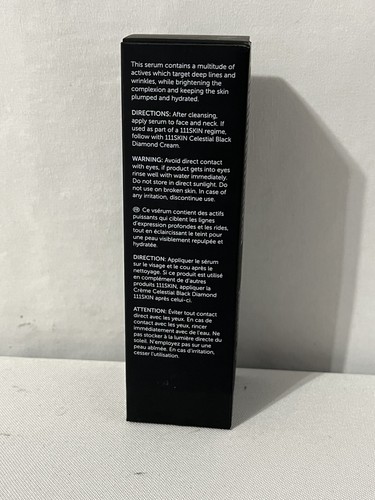 This serum contains a multitude of
actives which target deep lines and
wrinkles, while brightening the
complexion and keeping the skin
plumped and hydrated.
DIRECTIONS: After cleansing,
apply serum to face and neck. If
used as part of a 111SKIN regime,
follow with 111SKIN Celestial Black
Diamond Cream.
WARNING: Avoid direct contact
with eyes, if product gets into eyes
rinse well with water immediately.
Do not store in direct sunlight. Do
not use on broken skin. In case of
any irritation, discontinue use.
FR Ce vsérum contient des actifs
puissants qui ciblent les lignes
d'expression profondes et les rides,
tout en éclaircissant le teint pour
une peau visiblement repulpée et
hydratée.
DIRECTION: Appliquer le sérum
sur le visage et le cou après le
nettoyage. Si ce produit est utilisé
en complément de d'autres
produits 111SKIN, appliquer la
Crème Celestial Black Diamond
111SKIN après celui-ci.
ATTENTION: Éviter tout contact
direct avec les yeux. En cas de
contact avec les yeux, rincer
immédiatement avec de l'eau. Ne
pas stocker à la lumière directe du
soleil. N'employez pas sur une
peau abîmée. En cas d'irritation,
cesser l'utilisation.